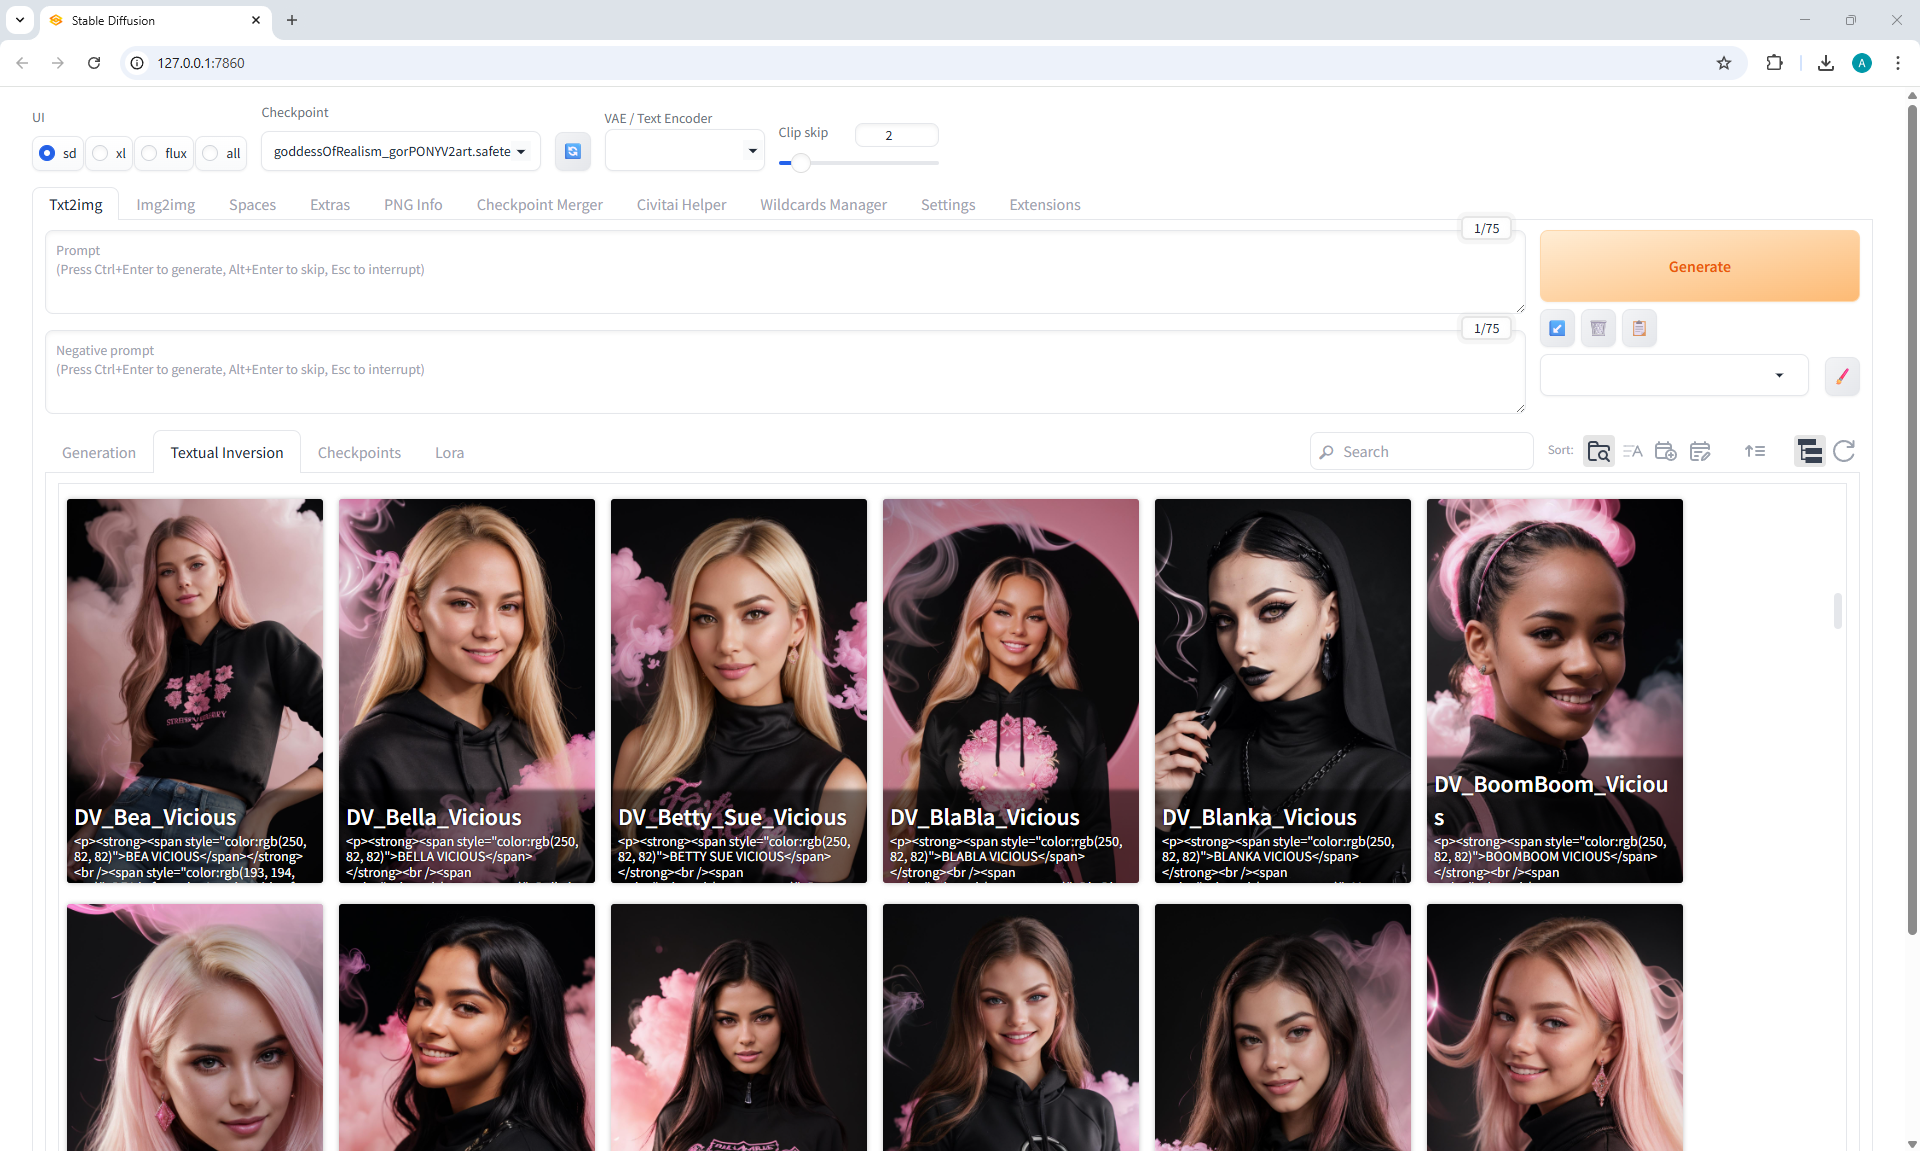 Stable Diffusion
127.0.0.1:7860
A
UI
sd
xl
flux
all
Checkpoint
goddessOfRealism_gorPONYV2art.safete
VAE / Text Encoder
Clip skip
2
Txt2img
Img2img
Spaces
Extras
PNG Info
Checkpoint Merger
Civitai Helper
Wildcards Manager
Settings
Extensions
1/75
Prompt
(Press Ctrl+Enter to generate, Alt+Enter to skip, Esc to interrupt)
Generate
1/75
Negative prompt
(Press Ctrl+Enter to generate, Alt+Enter to skip, Esc to interrupt)
Generation
Textual Inversion
Checkpoints
Lora
Search
Sort:
DV_Bea_Vicious
<p><strong><span style="color:rgb(250,
82, 82)">BEA VICIOUS</span></strong>
<br /><span style="color:rgb(193, 194,
DV_Bella_Vicious
<p><strong><span style="color:rgb(250,
82, 82)">BELLA VICIOUS</span>
</strong><br /><span
DV_Betty_Sue_Vicious
<p><strong><span style="color:rgb(250,
82, 82)">BETTY SUE VICIOUS</span>
</strong><br /><span
DV_BlaBla_Vicious
<p><strong><span style="color:rgb(250,
82, 82)">BLABLA VICIOUS</span>
</strong><br /><span
DV_Blanka_Vicious
<p><strong><span style="color:rgb(250,
82, 82)">BLANKA VICIOUS</span>
</strong><br /><span
DV_BoomBoom_Viciou
s
<p><strong><span style="color:rgb(250,
82, 82)">BOOMBOOM VICIOUS</span>
</strong><br /><span